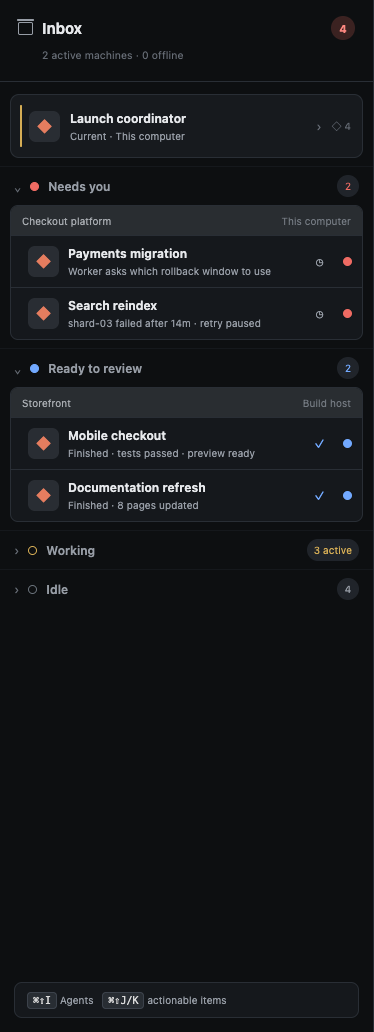 Inbox
4
2 active machines · 0 offline
Launch coordinator
Current · This computer
4
Needs you
2
Checkout platform
This computer
Payments migration
Worker asks which rollback window to use
Search reindex
shard-03 failed after 14m · retry paused
Ready to review
2
Storefront
Build host
Mobile checkout
Finished · tests passed · preview ready
Documentation refresh
Finished · 8 pages updated
Working
3 active
Idle
4
⌘⇧I Agents ⌘⇧J/K actionable items